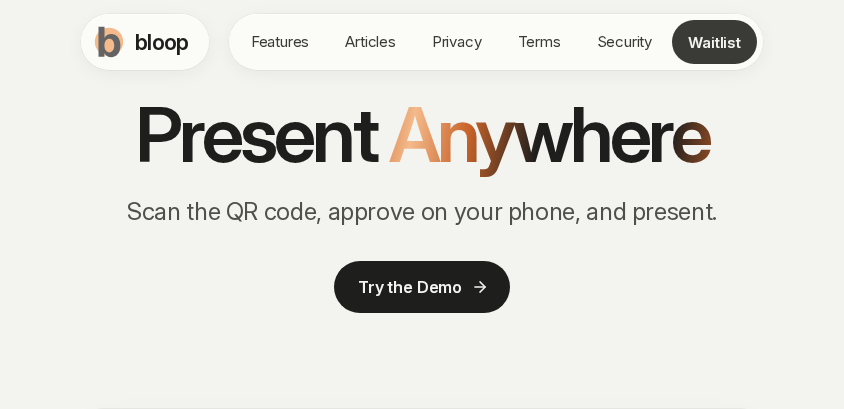 b bloop
Features Articles Privacy Terms Security Waitlist
Present Anywhere
Scan the QR code, approve on your phone, and present.
Try the Demo →